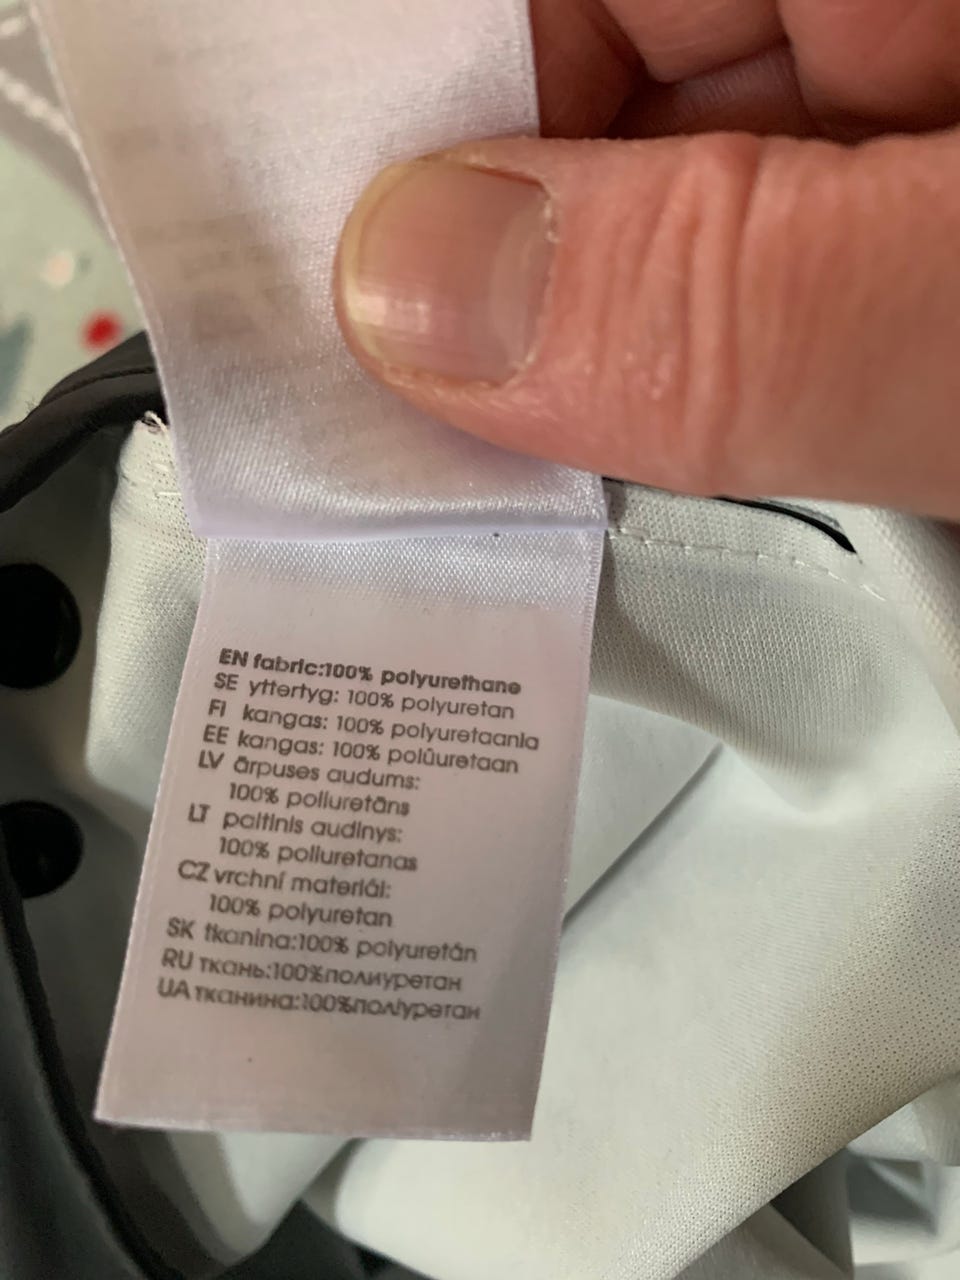 EN fabric:100% polyurethane
SE yttertyg: 100% polyuretan
FI kangas: 100% polyuretaania
EE kangas: 100% polûuretaan
LV ārpuses audums:
100% poliuretāns
LT paltinis audinys:
100% poliuretanas
CZ vrchní materiál:
100% polyuretan
SK tkanina:100% polyuretán
RU ткань:100%полиуретан
UA тканина:100%поліуретан